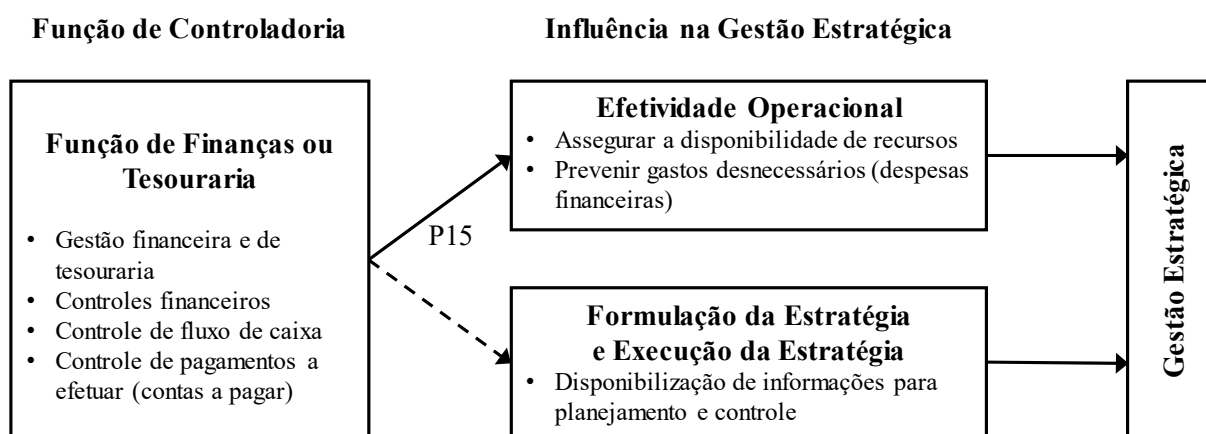 Função de Controladoria
Influência na Gestão Estratégica
Função de Finanças ou
Tesouraria
• Gestão financeira e de
tesouraria
• Controles financeiros
• Controle de fluxo de caixa
• Controle de pagamentos a
efetuar (contas a pagar)
P15
Efetividade Operacional
• Assegurar a disponibilidade de recursos
• Prevenir gastos desnecessários (despesas
financeiras)
Formulação da Estratégia
e Execução da Estratégia
• Disponibilização de informações para
planejamento e controle
Gestão Estratégica